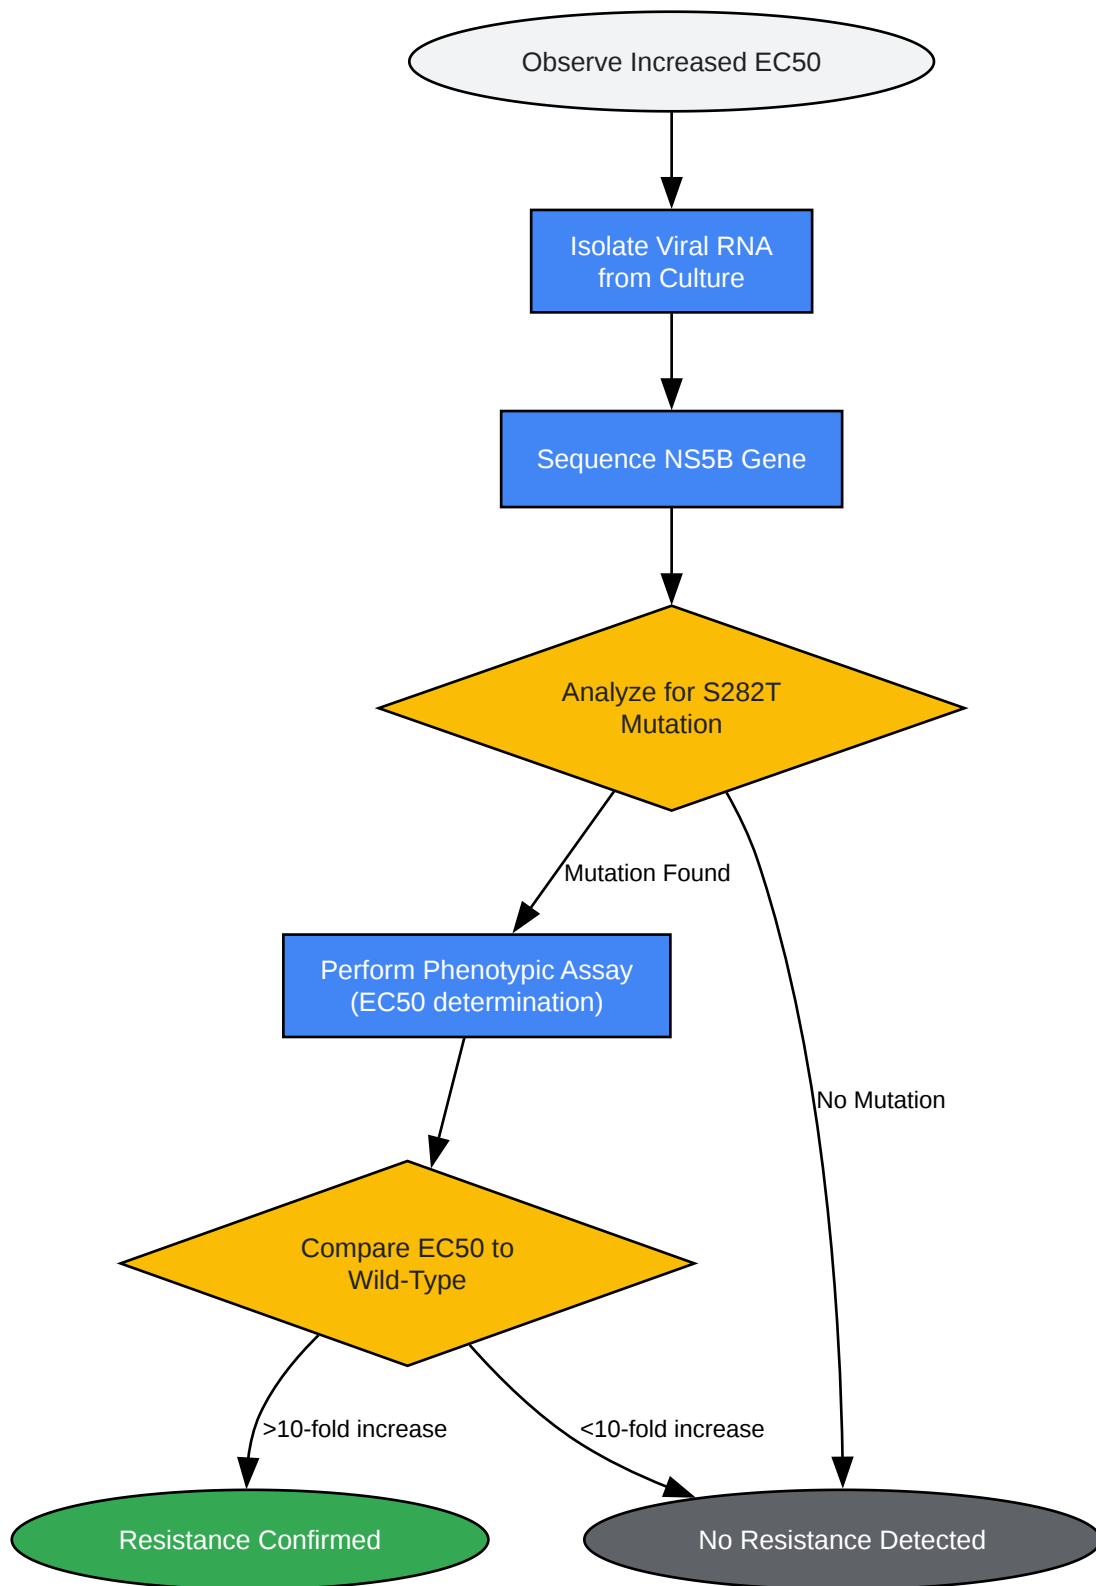 Observe Increased EC50
Isolate Viral RNA
from Culture
Sequence NS5B Gene
Analyze for S282T
Mutation
Mutation Found
Perform Phenotypic Assay
(EC50 determination)
No Mutation
Compare EC50 to
Wild-Type
>10-fold increase
<10-fold increase
Resistance Confirmed
No Resistance Detected